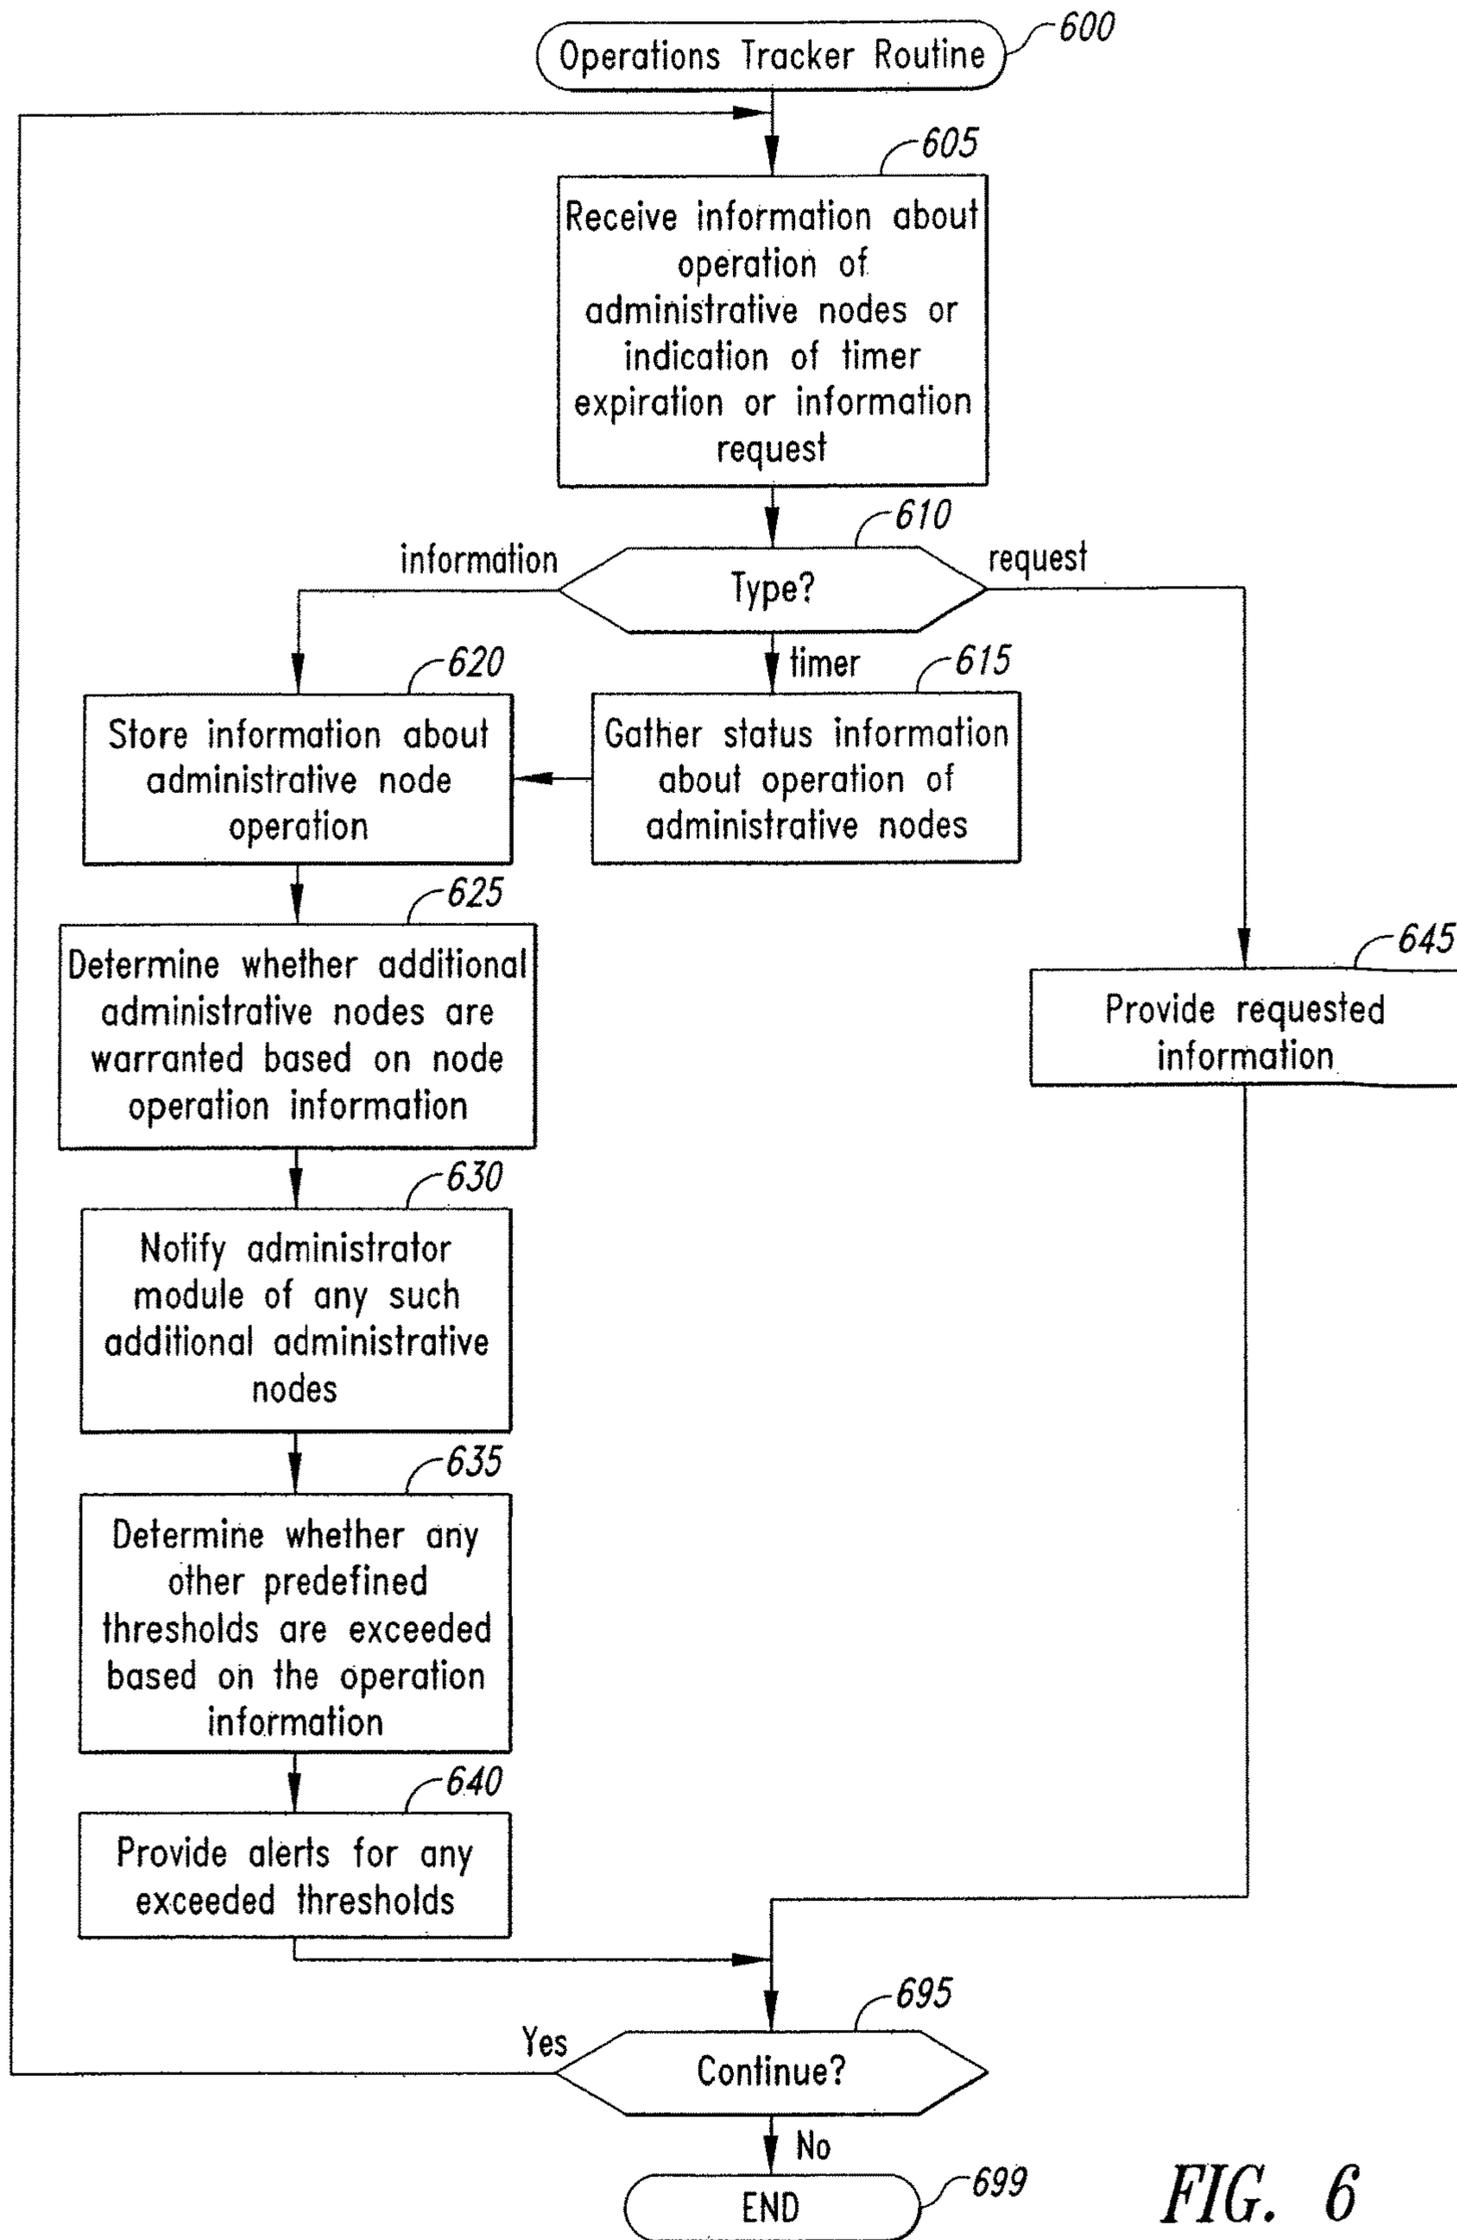 Operations Tracker Routine
600
605
Receive information about
operation of
administrative nodes or
indication of timer
expiration or information
request
610
information
Type?
request
timer
620
Store information about
administrative node
operation
615
Gather status information
about operation of
administrative nodes
625
Determine whether additional
administrative nodes are
warranted based on node
operation information
645
Provide requested
information
630
Notify administrator
module of any such
additional administrative
nodes
635
Determine whether any
other predefined
thresholds are exceeded
based on the operation
information
640
Provide alerts for any
exceeded thresholds
695
Yes
Continue?
No
END
699
FIG. 6